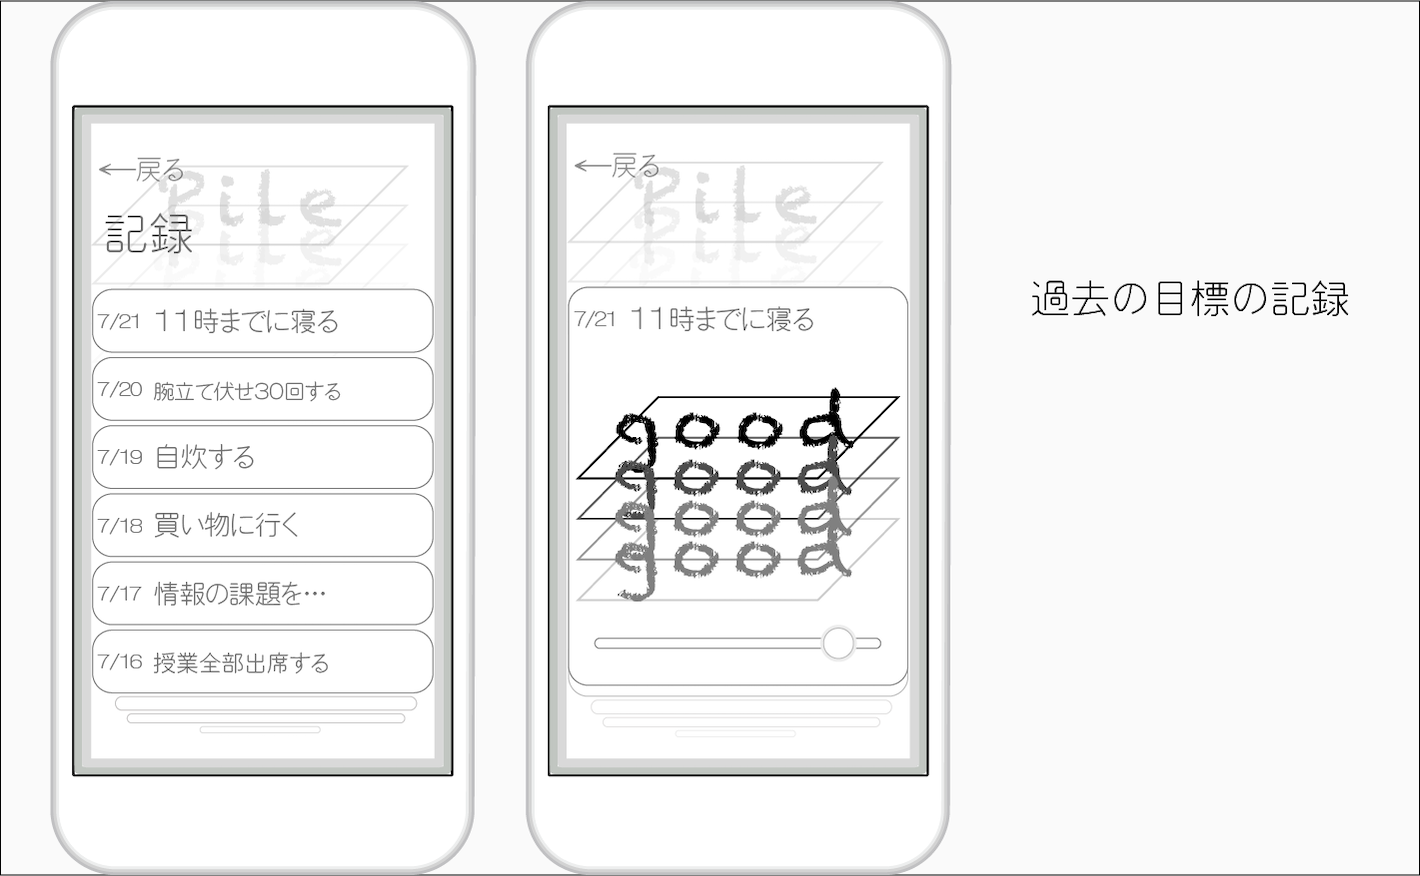 ←戻る
Pile
Pile
記録
7/21 11時までに寝る
7/20 腕立て伏せ30回する
7/19 自炊する
7/18 買い物に行く
7/17 情報の課題を…
7/16 授業全部出席する
←戻る
Pile
Pile
7/21 11時までに寝る
good
good
good
good
過去の目標の記録